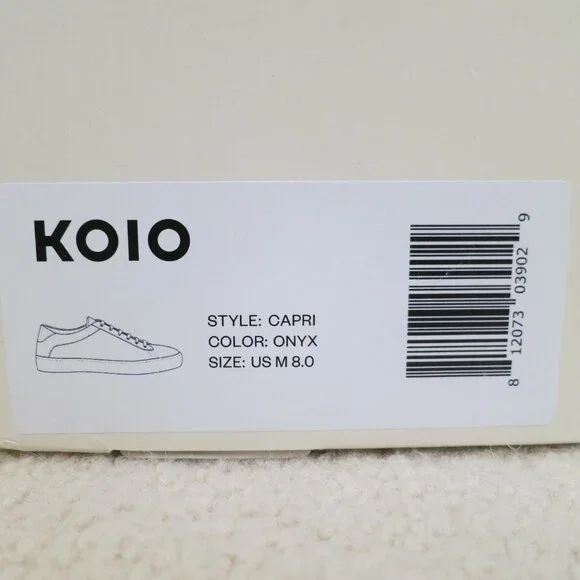 KOIO
STYLE: CAPRI
COLOR: ONYX
SIZE: US M 8.0
8 12073 03902 9